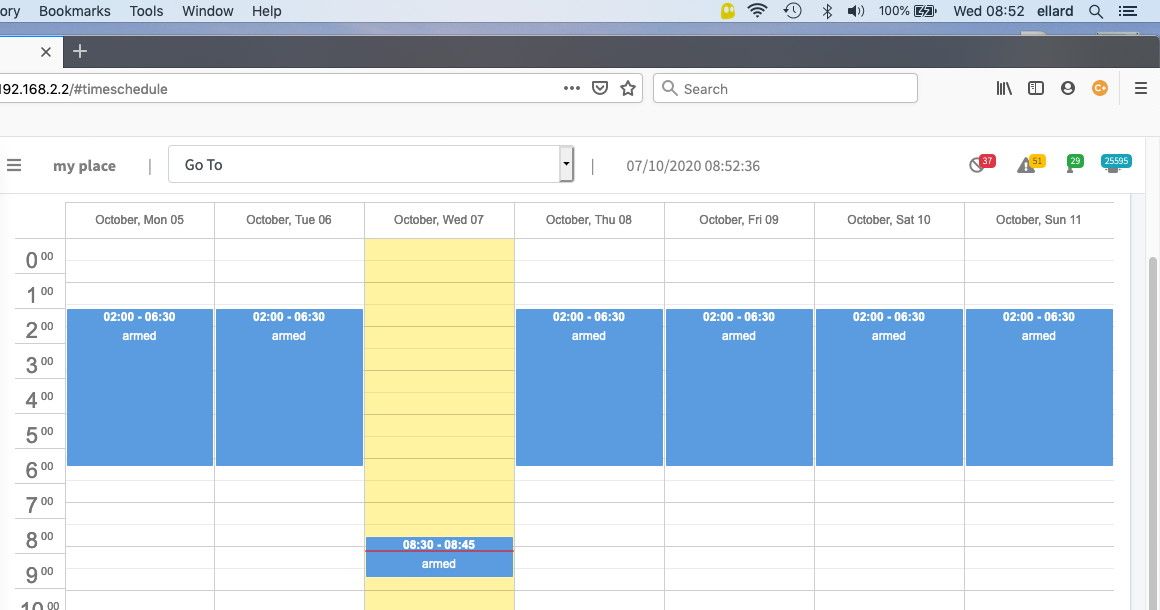 ory Bookmarks Tools Window Help 100% Wed 08:52 ellard
192.168.2.2/#timeschedule Search C+
my place | Go To | 07/10/2020 08:52:36 37 51 29 25595
October, Mon 05 October, Tue 06 October, Wed 07 October, Thu 08 October, Fri 09 October, Sat 10 October, Sun 11
0 00
1 00
02:00 - 06:30 02:00 - 06:30 02:00 - 06:30 02:00 - 06:30 02:00 - 06:30 02:00 - 06:30
2 00 armed armed armed armed armed armed
3 00
4 00
5 00
6 00
7 00
8 00 08:30 - 08:45
armed
9 00
10 00